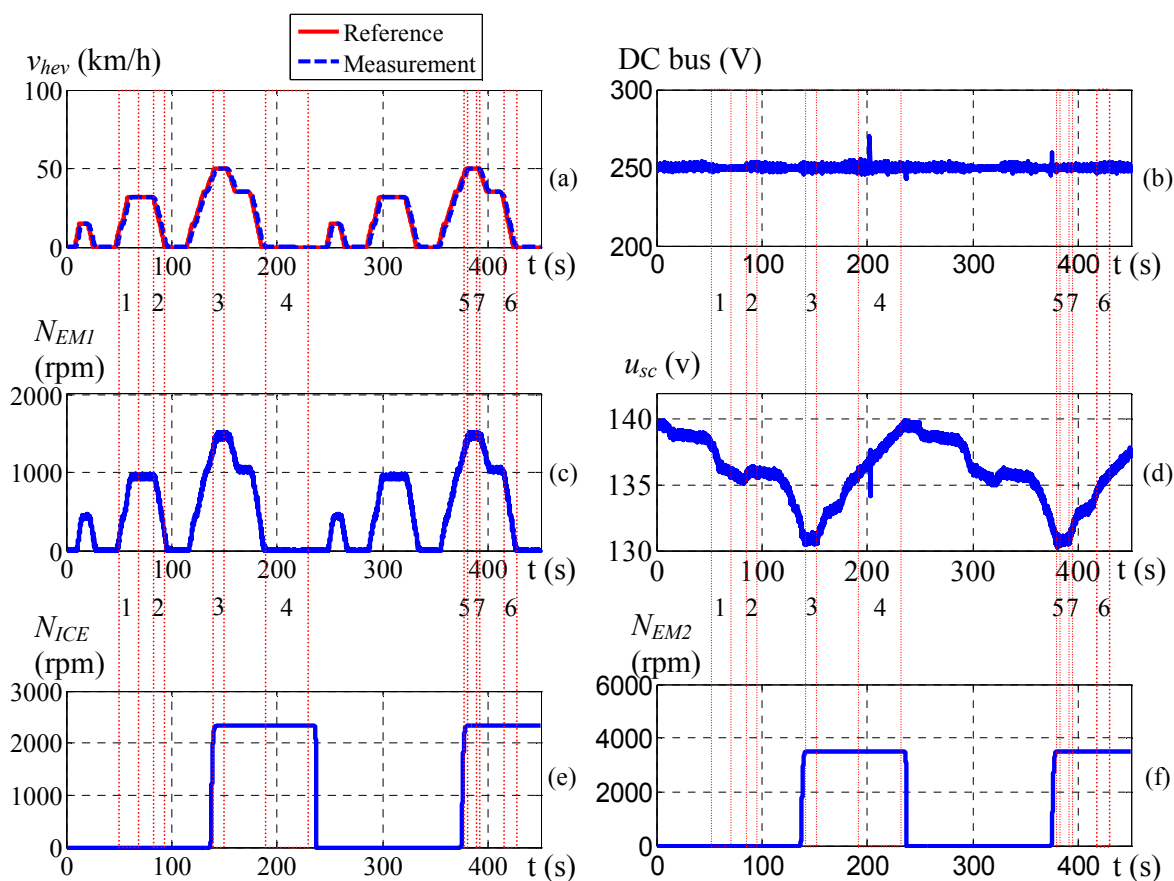 Reference
Measurement
v_hev (km/h)
100
50
0
0 100 200 300 400 t (s)
(a)
1 2 3 4 5 7 6
DC bus (V)
300
250
200
0 100 200 300 400 t (s)
(b)
1 2 3 4 5 7 6
N_EM1
(rpm)
2000
1000
0
0 100 200 300 400 t (s)
(c)
1 2 3 4 5 7 6
u_sc (v)
140
135
130
0 100 200 300 400 t (s)
(d)
1 2 3 4 5 7 6
N_ICE
(rpm)
3000
2000
1000
0
0 100 200 300 400 t (s)
(e)
N_EM2
(rpm)
6000
4000
2000
0
0 100 200 300 400 t (s)
(f)